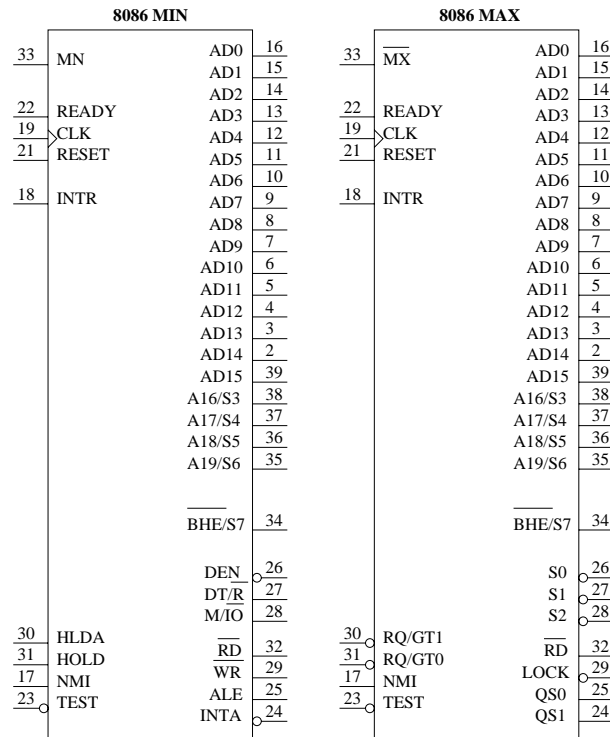 8086 MIN
33 MN
22 READY
19 CLK
21 RESET
18 INTR
30 HLDA
31 HOLD
17 NMI
23 TEST
AD0 16
AD1 15
AD2 14
AD3 13
AD4 12
AD5 11
AD6 10
AD7 9
AD8 8
AD9 7
AD10 6
AD11 5
AD12 4
AD13 3
AD14 2
AD15 39
A16/S3 38
A17/S4 37
A18/S5 36
A19/S6 35
BHE/S7 34
DEN 26
DT/R 27
M/IO 28
RD 32
WR 29
ALE 25
INTA 24
8086 MAX
33 MX
22 READY
19 CLK
21 RESET
18 INTR
30 RQ/GT1
31 RQ/GT0
17 NMI
23 TEST
AD0 16
AD1 15
AD2 14
AD3 13
AD4 12
AD5 11
AD6 10
AD7 9
AD8 8
AD9 7
AD10 6
AD11 5
AD12 4
AD13 3
AD14 2
AD15 39
A16/S3 38
A17/S4 37
A18/S5 36
A19/S6 35
BHE/S7 34
S0 26
S1 27
S2 28
RD 32
LOCK 29
QS0 25
QS1 24